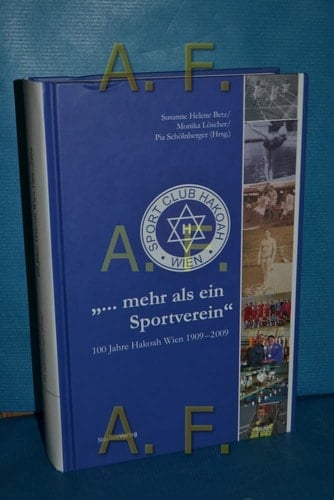 A. F.
Susanne Helene Betz/
Monika Löscher/
Pia Schölnberger (Hrsg.)
SPORT CLUB HAKOAH
H
WIEN
A. F.
„... mehr als ein
Sportverein“
100 Jahre Hakoah Wien 1909–2009
A. F.
StudienVerlag